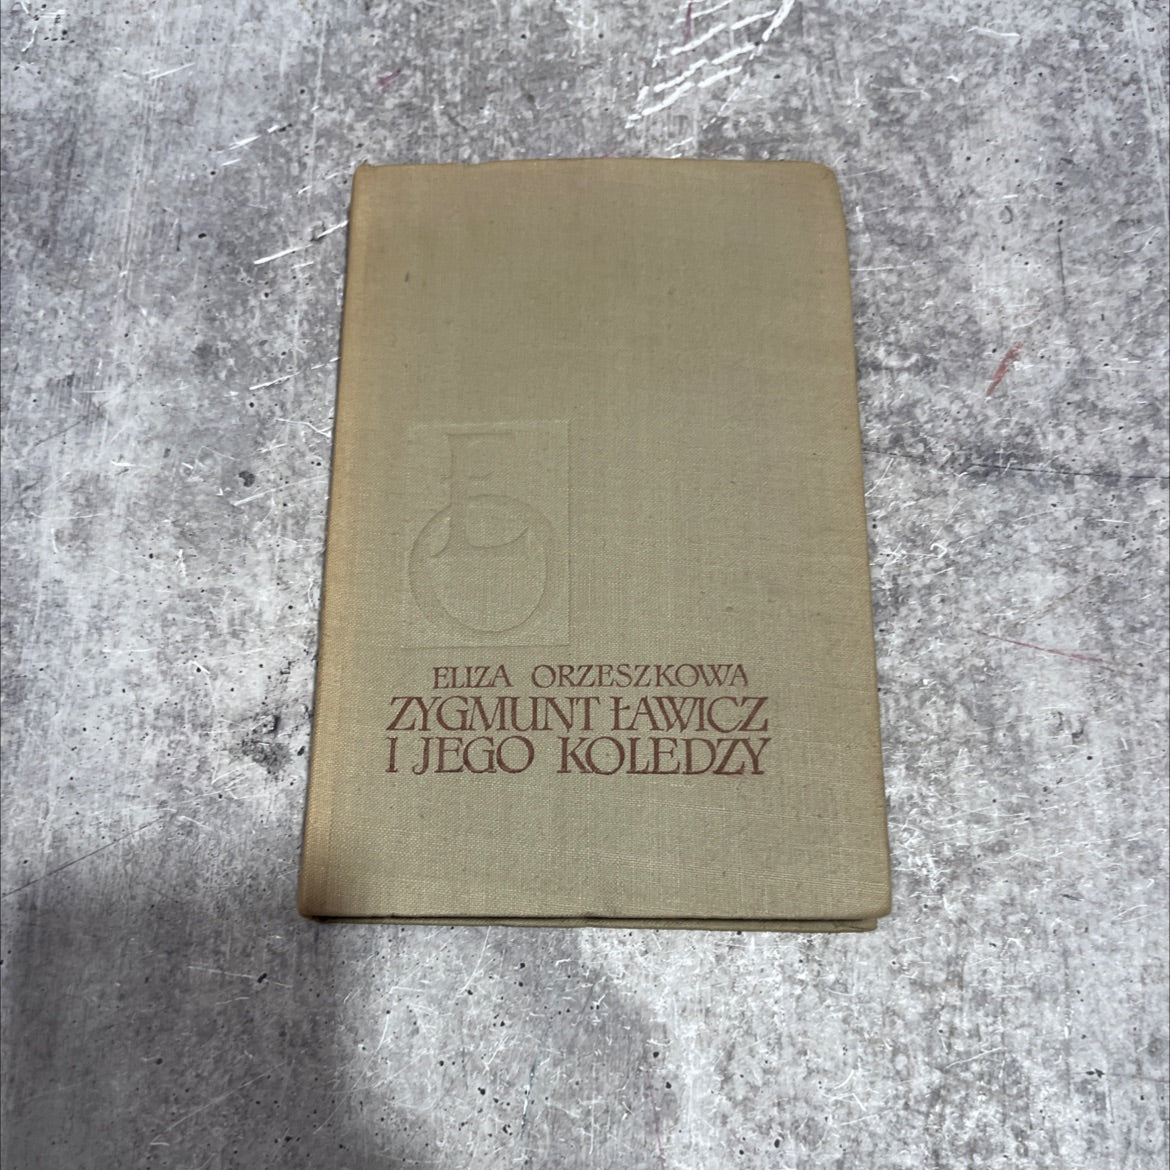 ELIZA ORZESZKOWA
ZYGMUNT ŁAWICZ
I JEGO KOLEDZY